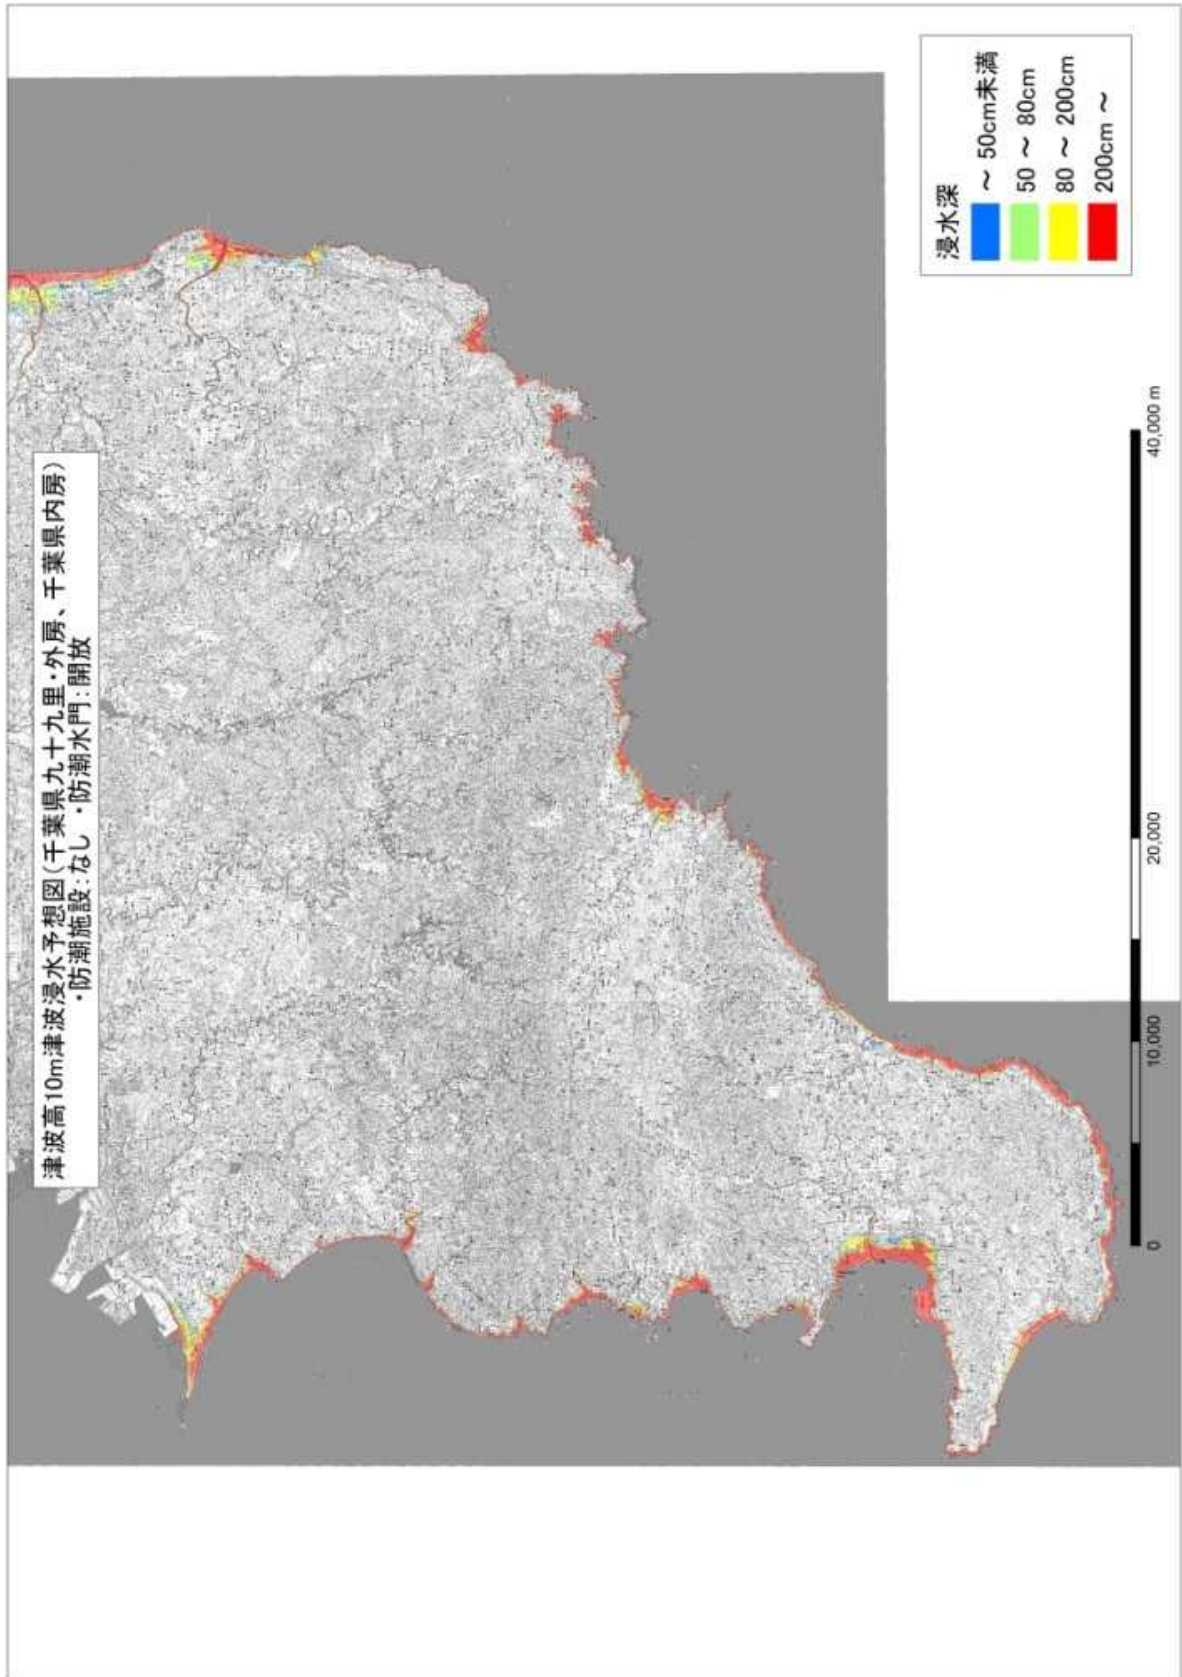 津波高10m津波浸水予想図(千葉県九十九里・外房、千葉県内房)
・防潮施設:なし ・防潮水門:開放
浸水深
～ 50cm未満
50 ～ 80cm
80 ～ 200cm
200cm ～
0
10,000
20,000
40,000 m